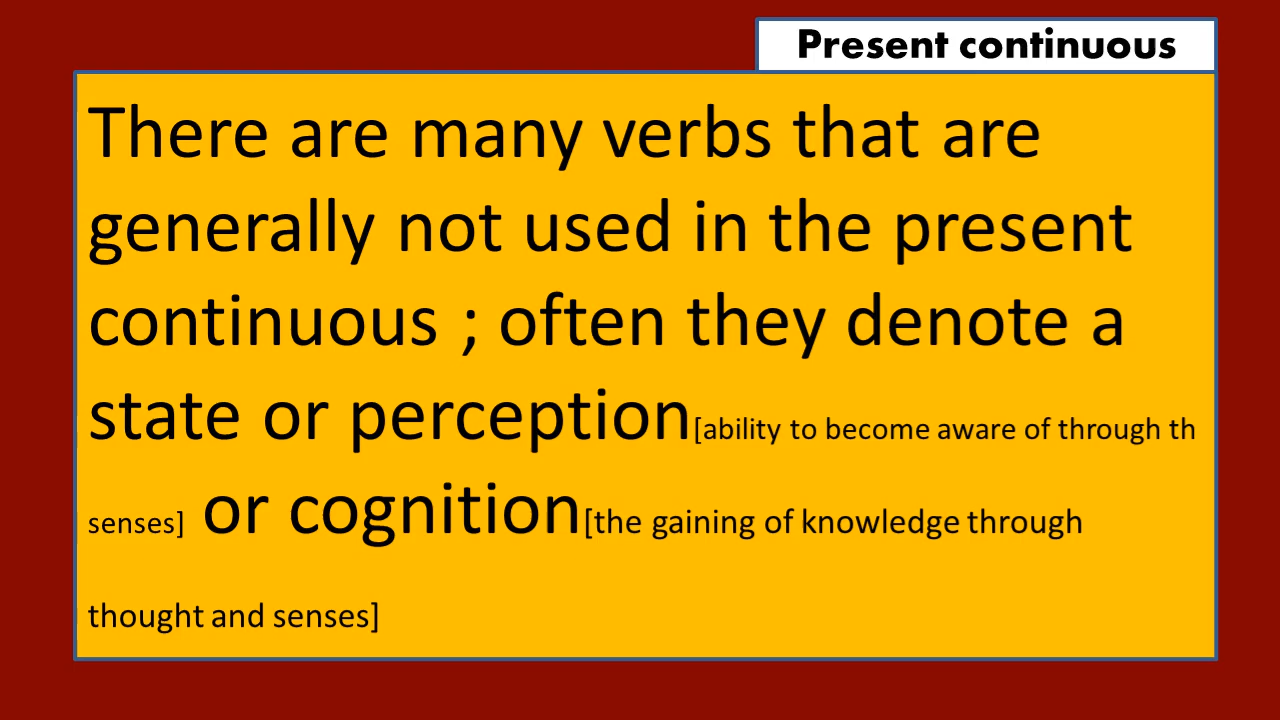 Present continuous
There are many verbs that are
generally not used in the present
continuous ; often they denote a
state or perception[ability to become aware of through th
senses] or cognition[the gaining of knowledge through
thought and senses]